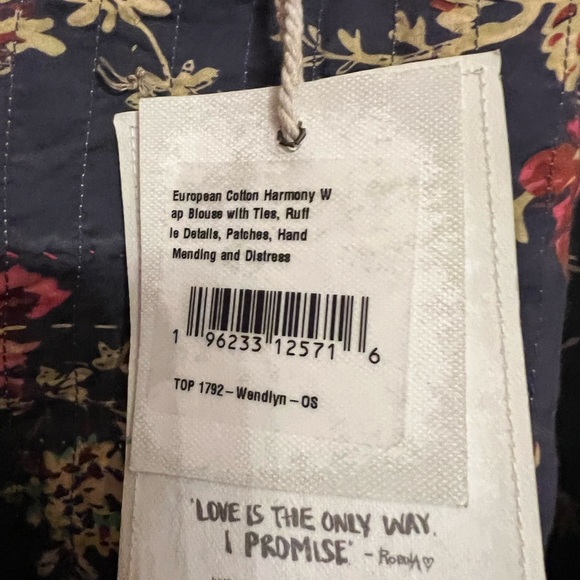 European Cotton Harmony W
ap Blouse with Ties, Ruff
le Details, Patches, Hand
Mending and Distress
1 96233 12571 6
TOP 1792-Wendlyn-OS
"LOVE IS THE ONLY WAY.
I PROMISE" - ROBDYA♡